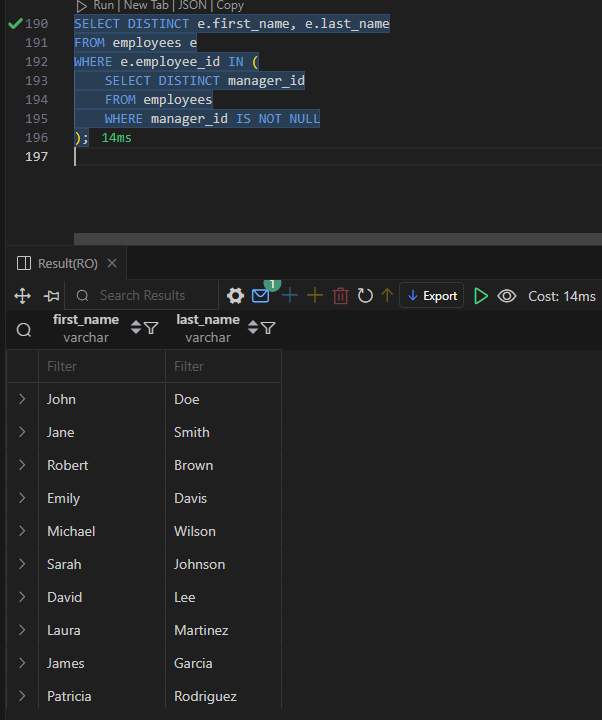 Run | New Tab | JSON | Copy
190 SELECT DISTINCT e.first_name, e.last_name
191 FROM employees e
192 WHERE e.employee_id IN (
193 SELECT DISTINCT manager_id
194 FROM employees
195 WHERE manager_id IS NOT NULL
196 ); 14ms
197
Result(RO)
Search Results 1 Export Cost: 14ms
first_name last_name
varchar varchar
Filter Filter
John Doe
Jane Smith
Robert Brown
Emily Davis
Michael Wilson
Sarah Johnson
David Lee
Laura Martinez
James Garcia
Patricia Rodriguez